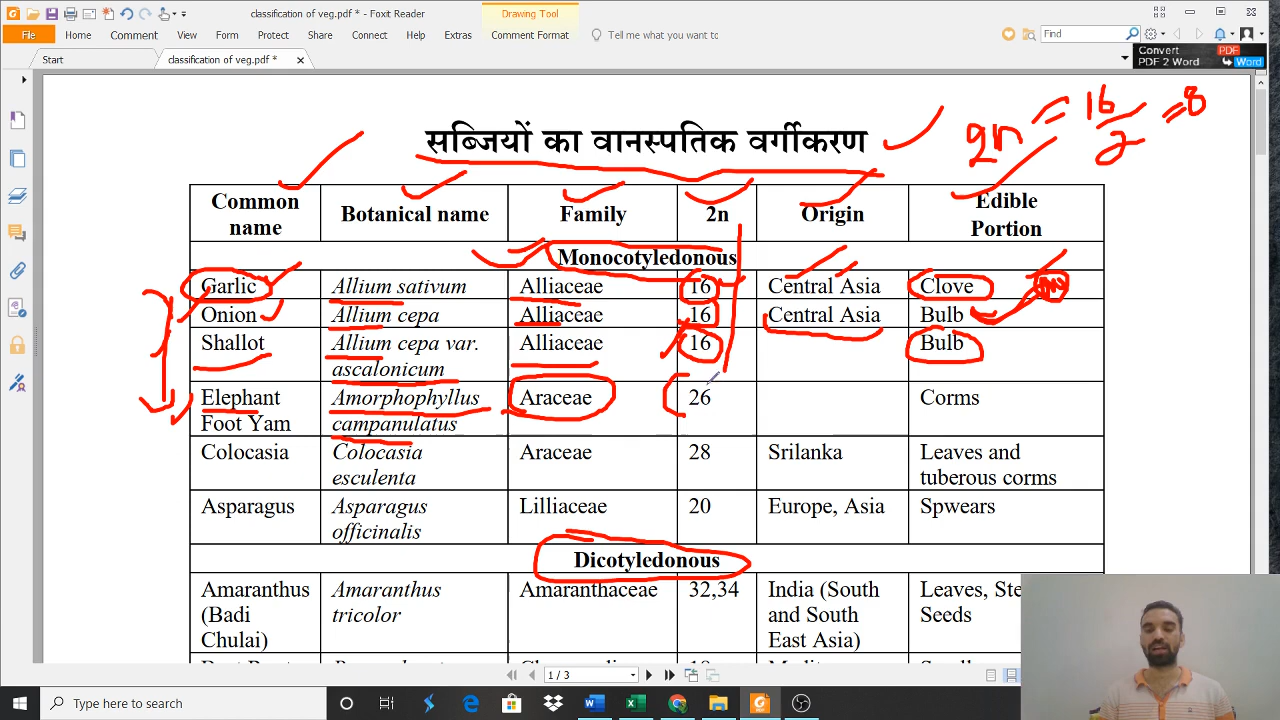 classification of veg.pdf * - Foxit Reader
Drawing Tool
File Home Comment View Form Protect Share Connect Help Extras Comment Format Tell me what you want to Find
Start classification of veg.pdf *
Convert PDF
PDF 2 Word Word
सब्जियों का वानस्पतिक वर्गीकरण
2n = 16/2 = 8
Common name Botanical name Family 2n Origin Edible Portion
Monocotyledonous
Garlic Allium sativum Alliaceae 16 Central Asia Clove
Onion Allium cepa Alliaceae 16 Central Asia Bulb
Shallot Allium cepa var. ascalonicum Alliaceae 16 Bulb
Elephant Foot Yam Amorphophyllus campanulatus Araceae 26 Corms
Colocasia Colocasia esculenta Araceae 28 Srilanka Leaves and tuberous corms
Asparagus Asparagus officinalis Lilliaceae 20 Europe, Asia Spwears
Dicotyledonous
Amaranthus (Badi Chulai) Amaranthus tricolor Amaranthaceae 32,34 India (South and South East Asia) Leaves, Ste Seeds
1 / 3
Type here to search